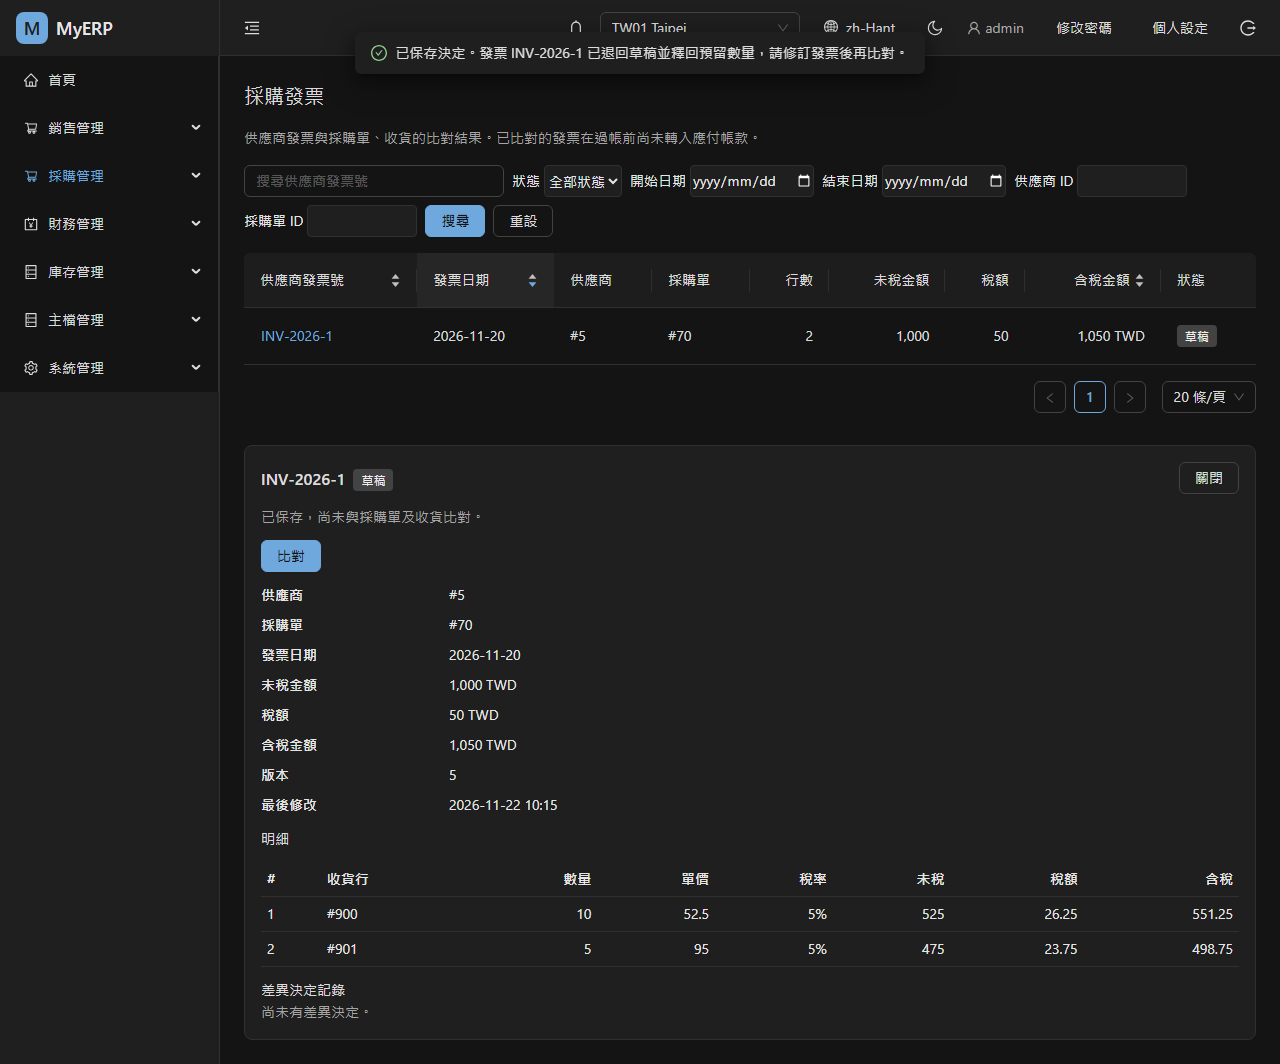 M MyERP
TW01 Taipei
zh-Hant
admin
修改密碼
個人設定
已保存決定。發票 INV-2026-1 已退回草稿並釋回預留數量，請修訂發票後再比對。
首頁
銷售管理
採購管理
財務管理
庫存管理
主檔管理
系統管理
採購發票
供應商發票與採購單、收貨的比對結果。已比對的發票在過帳前尚未轉入應付帳款。
搜尋供應商發票號 狀態 全部狀態 開始日期 yyyy/mm/dd 結束日期 yyyy/mm/dd 供應商 ID
採購單 ID 搜尋 重設
供應商發票號 發票日期 供應商 採購單 行數 未稅金額 稅額 含稅金額 狀態
INV-2026-1 2026-11-20 #5 #70 2 1,000 50 1,050 TWD 草稿
< 1 > 20 條/頁
INV-2026-1 草稿 關閉
已保存，尚未與採購單及收貨比對。
比對
供應商 #5
採購單 #70
發票日期 2026-11-20
未稅金額 1,000 TWD
稅額 50 TWD
含稅金額 1,050 TWD
版本 5
最後修改 2026-11-22 10:15
明細
# 收貨行 數量 單價 稅率 未稅 稅額 含稅
1 #900 10 52.5 5% 525 26.25 551.25
2 #901 5 95 5% 475 23.75 498.75
差異決定記錄
尚未有差異決定。